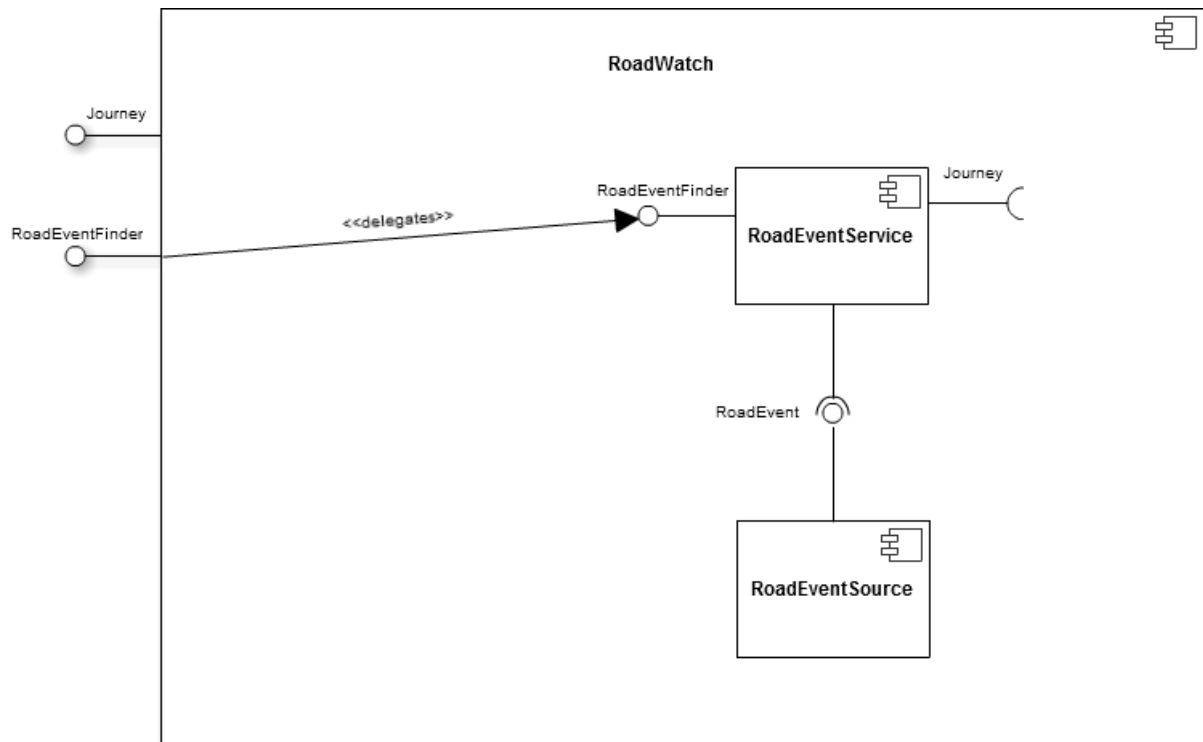 RoadWatch
Journey
RoadEventFinder
<<delegates>>
RoadEventFinder
Journey
RoadEventService
RoadEvent
RoadEventSource